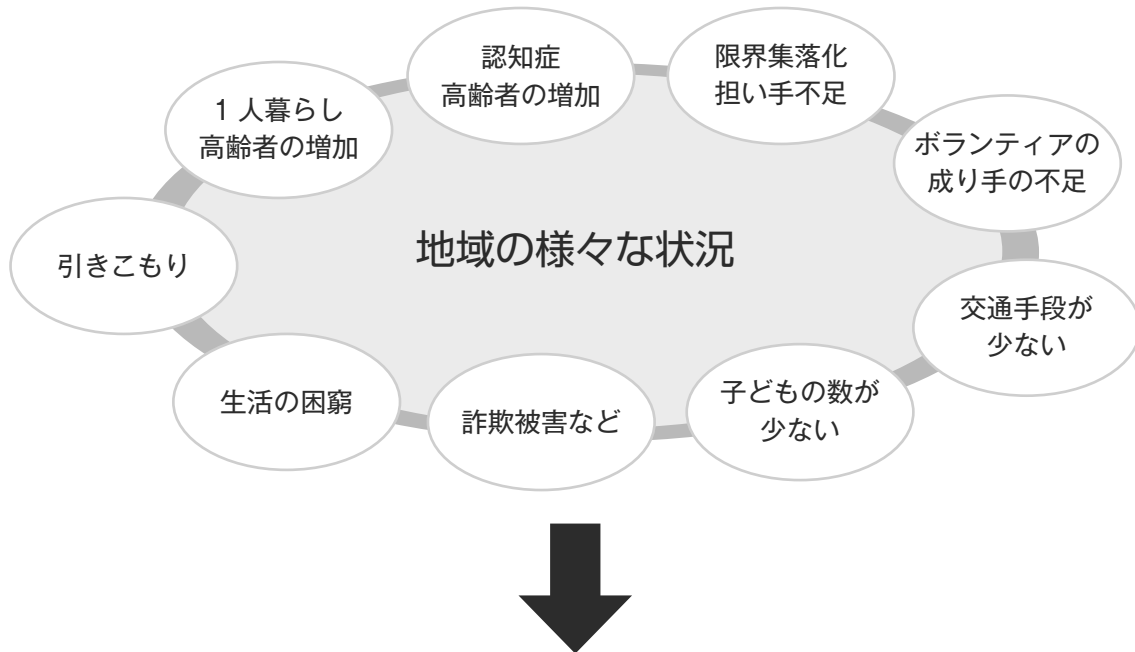 認知症
高齢者の増加
限界集落化
担い手不足
1 人暮らし
高齢者の増加
ボランティアの
成り手の不足
地域の様々な状況
引きこもり
交通手段が
少ない
生活の困窮
詐欺被害など
子どもの数が
少ない